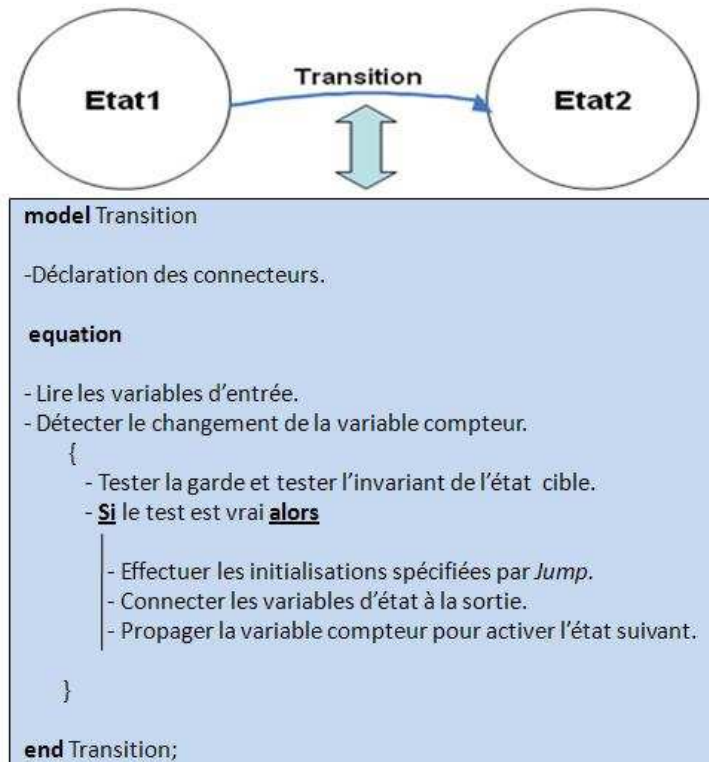 Etat1
Transition
Etat2
model Transition
-Déclaration des connecteurs.
equation
- Lire les variables d'entrée.
- Détecter le changement de la variable compteur.
{
- Tester la garde et tester l'invariant de l'état cible.
- Si le test est vrai alors
- Effectuer les initialisations spécifiées par Jump.
- Connecter les variables d'état à la sortie.
- Propager la variable compteur pour activer l'état suivant.
}
end Transition;